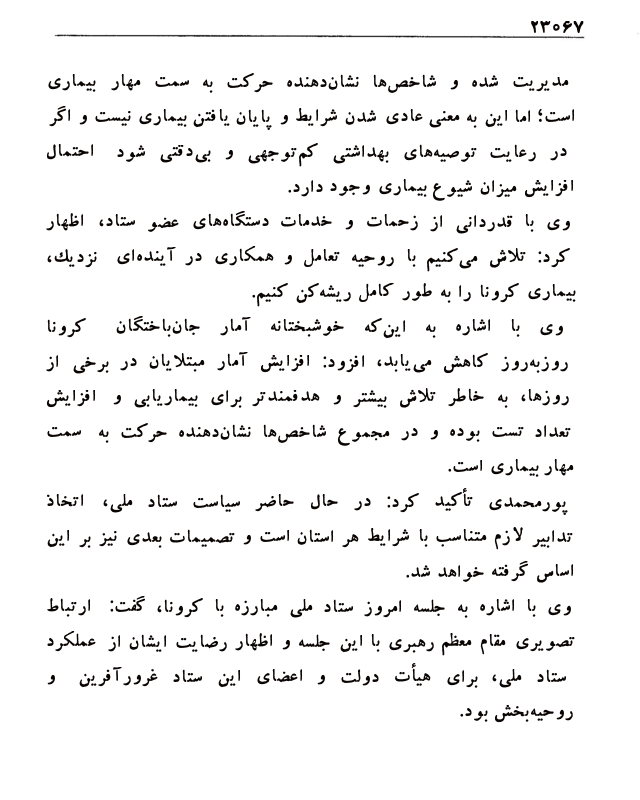 ۲۳۰۶۷
مدیریت شده و شاخص‌ها نشان‌دهنده حرکت به سمت مهار بیماری
است؛ اما این به معنی عادی شدن شرایط و پایان یافتن بیماری نیست و اگر
در رعایت توصیه‌های بهداشتی کم‌توجهی و بی‌دقتی شود احتمال
افزایش میزان شیوع بیماری وجود دارد.
وی با قدردانی از زحمات و خدمات دستگاه‌های عضو ستاد، اظهار
کرد: تلاش می‌کنیم با روحیه تعامل و همکاری در آینده‌ای نزدیك،
بیماری کرونا را به طور کامل ریشه‌کن کنیم.
وی با اشاره به این‌که خوشبختانه آمار جان‌باختگان کرونا
روزبه‌روز کاهش می‌یابد، افزود: افزایش آمار مبتلایان در برخی از
روزها، به خاطر تلاش بیشتر و هدفمندتر برای بیماریابی و افزایش
تعداد تست بوده و در مجموع شاخص‌ها نشان‌دهنده حرکت به سمت
مهار بیماری است.
پورمحمدی تأکید کرد: در حال حاضر سیاست ستاد ملی، اتخاذ
تدابیر لازم متناسب با شرایط هر استان است و تصمیمات بعدی نیز بر این
اساس گرفته خواهد شد.
وی با اشاره به جلسه امروز ستاد ملی مبارزه با کرونا، گفت: ارتباط
تصویری مقام معظم رهبری با این جلسه و اظهار رضایت ایشان از عملکرد
ستاد ملی، برای هیأت دولت و اعضای این ستاد غرورآفرین و
روحیه‌بخش بود.